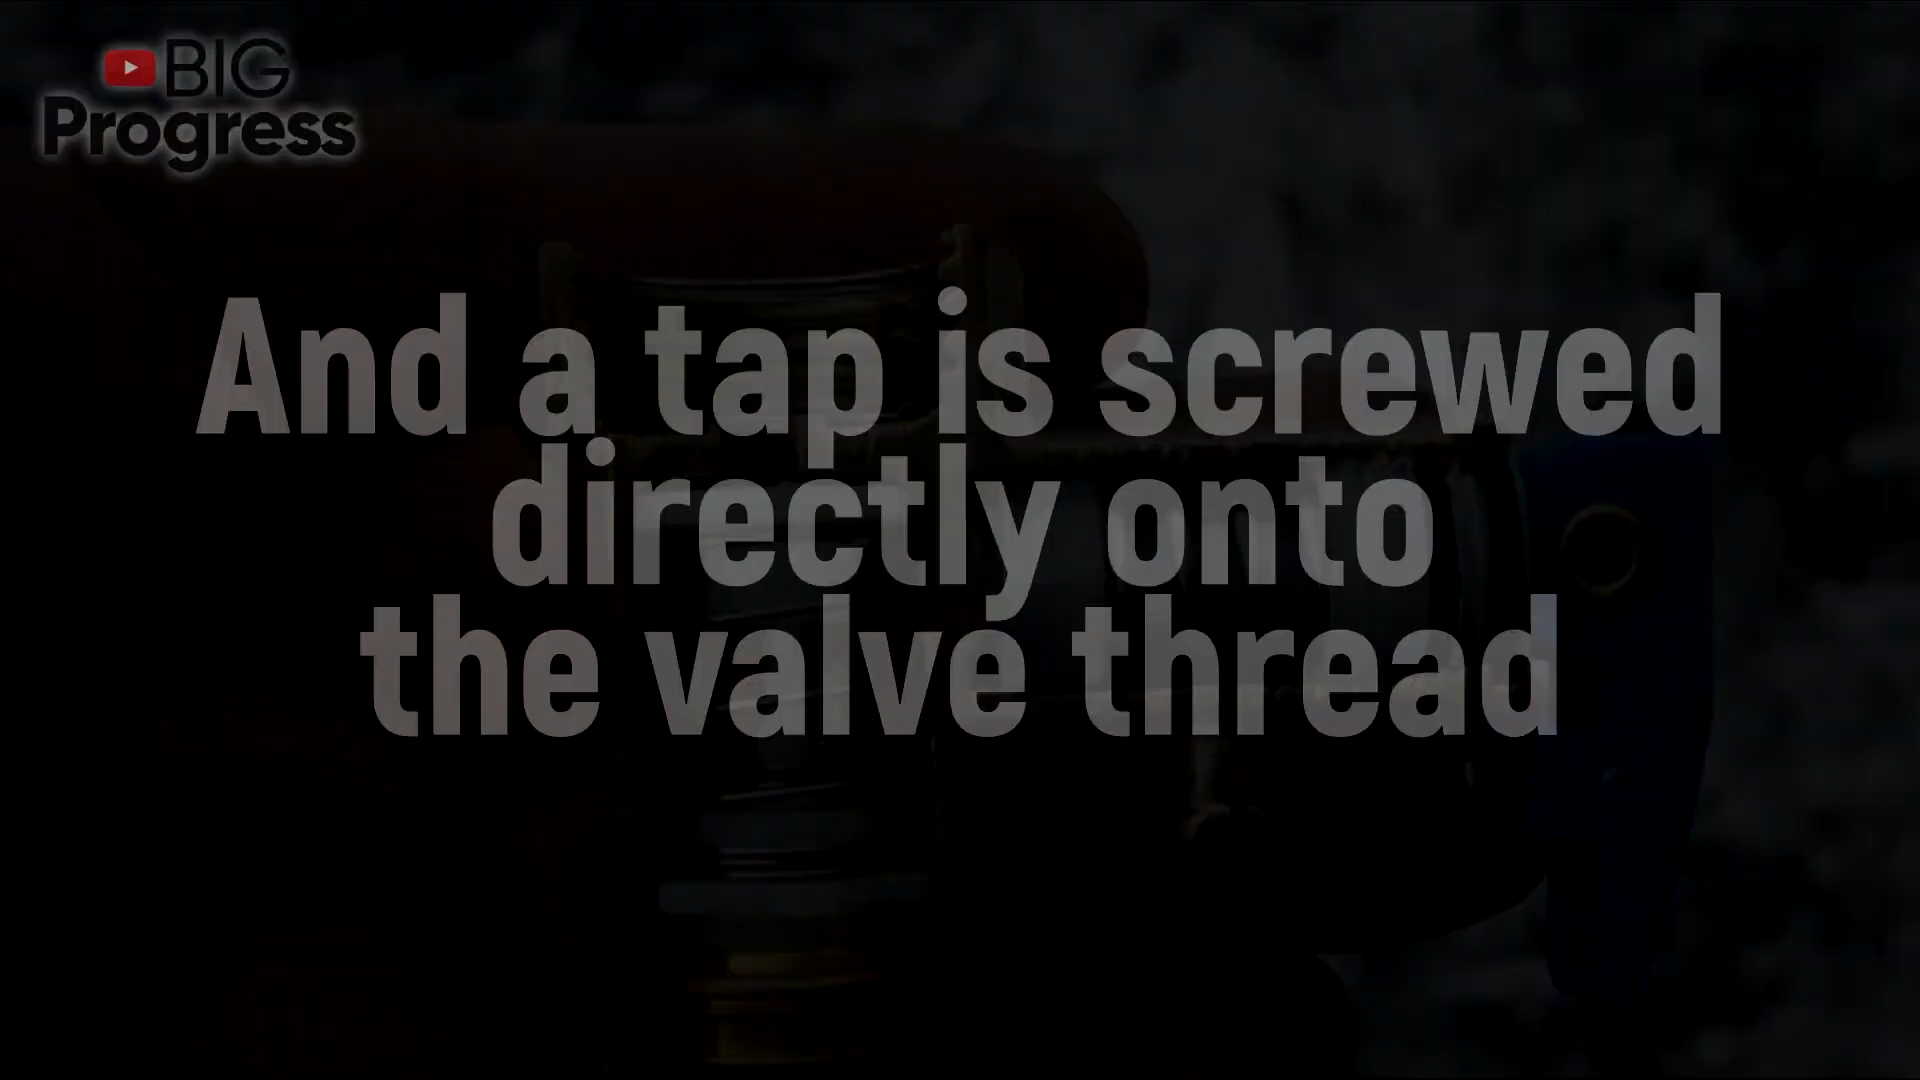 BIG
Progress
And a tap is screwed
directly onto
the valve thread